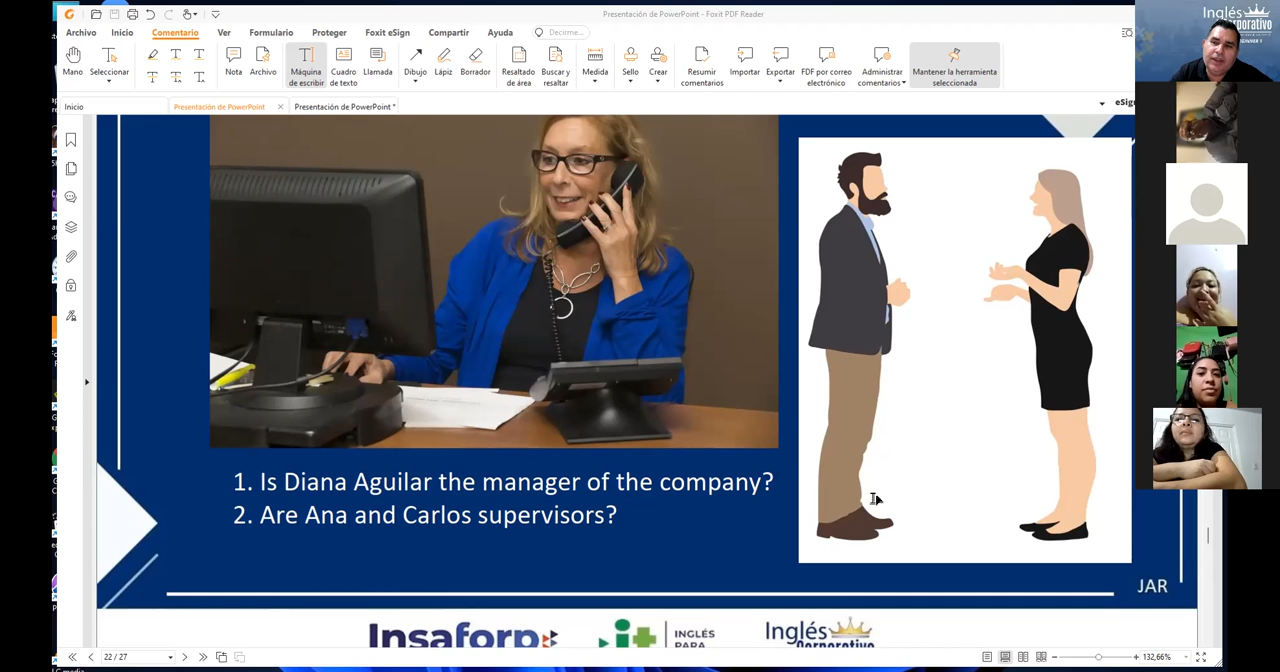 Presentación de PowerPoint - Foxit PDF Reader
Archivo Inicio Comentario Ver Formulario Proteger Foxit eSign Compartir Ayuda Decirme...
Mano Seleccionar Nota Archivo Máquina de escribir Cuadro de texto Llamada Dibujo Lápiz Borrador Resaltado de área Buscar y resaltar Medida Sello Crear Resumir comentarios Importar Exportar FDF por correo electrónico Administrar comentarios Mantener la herramienta seleccionada
Inicio Presentación de PowerPoint Presentación de PowerPoint * eSign
Inglés
Corporativo
1. Is Diana Aguilar the manager of the company?
2. Are Ana and Carlos supervisors?
JAR
Insaforp
INGLÉS
PARA
Inglés
Corporativo
22 / 27
132,66%